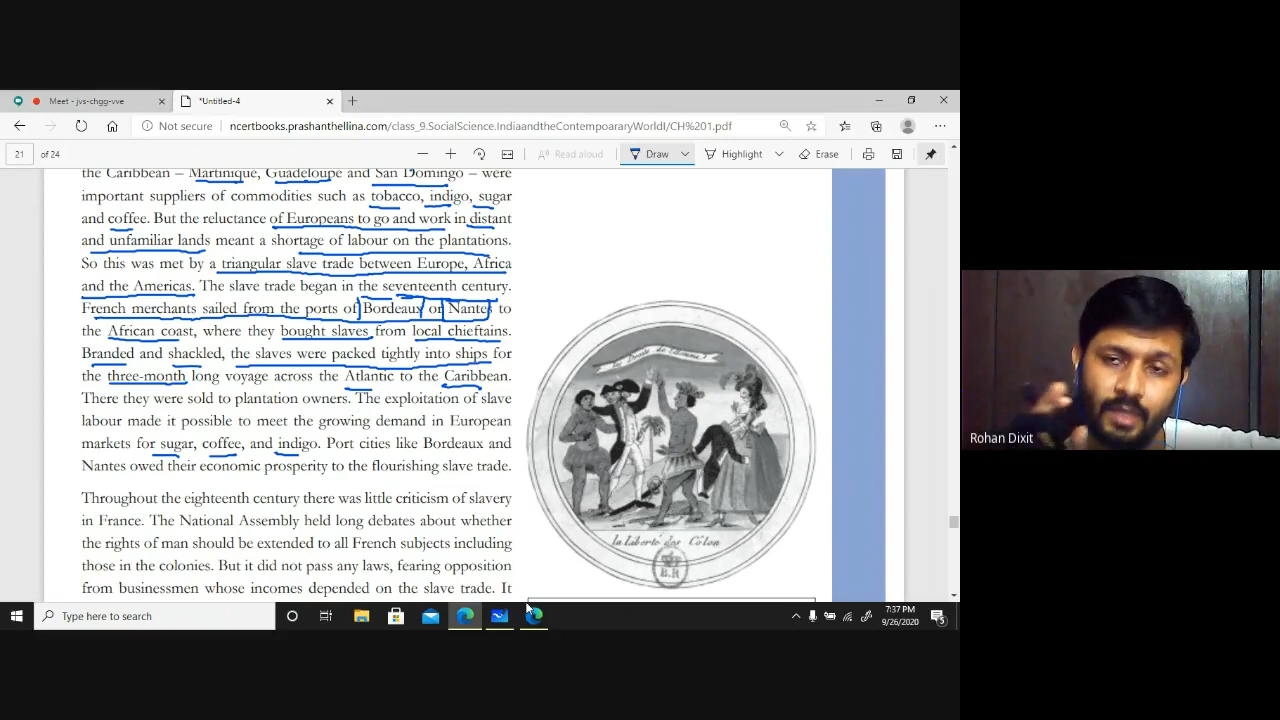 Meet - jvs-chgg-vve
*Untitled-4
Not secure
ncertbooks.prashanthellina.com/class_9.SocialScience.IndiaandtheContempoararyWorldI/CH%201.pdf
21 of 24
Read aloud
Draw
Highlight
Erase
the Caribbean – Martinique, Guadeloupe and San Domingo – were
important suppliers of commodities such as tobacco, indigo, sugar
and coffee. But the reluctance of Europeans to go and work in distant
and unfamiliar lands meant a shortage of labour on the plantations.
So this was met by a triangular slave trade between Europe, Africa
and the Americas. The slave trade began in the seventeenth century.
French merchants sailed from the ports of Bordeaux or Nantes to
the African coast, where they bought slaves from local chieftains.
Branded and shackled, the slaves were packed tightly into ships for
the three-month long voyage across the Atlantic to the Caribbean.
There they were sold to plantation owners. The exploitation of slave
labour made it possible to meet the growing demand in European
markets for sugar, coffee, and indigo. Port cities like Bordeaux and
Nantes owed their economic prosperity to the flourishing slave trade.
Throughout the eighteenth century there was little criticism of slavery
in France. The National Assembly held long debates about whether
the rights of man should be extended to all French subjects including
those in the colonies. But it did not pass any laws, fearing opposition
from businessmen whose incomes depended on the slave trade. It
la Liberté des Côlon
B.R
Rohan Dixit
Type here to search
7:37 PM
9/26/2020
5